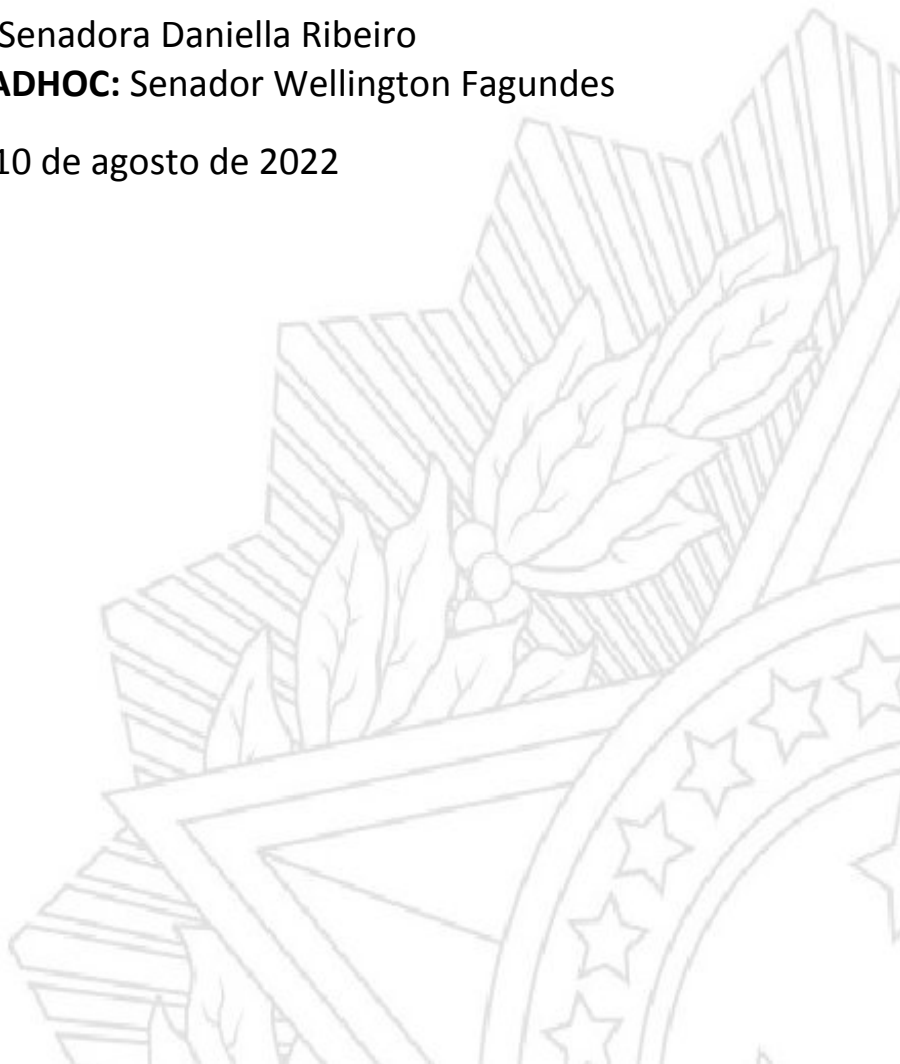 Senadora Daniella Ribeiro
ADHOC: Senador Wellington Fagundes
10 de agosto de 2022